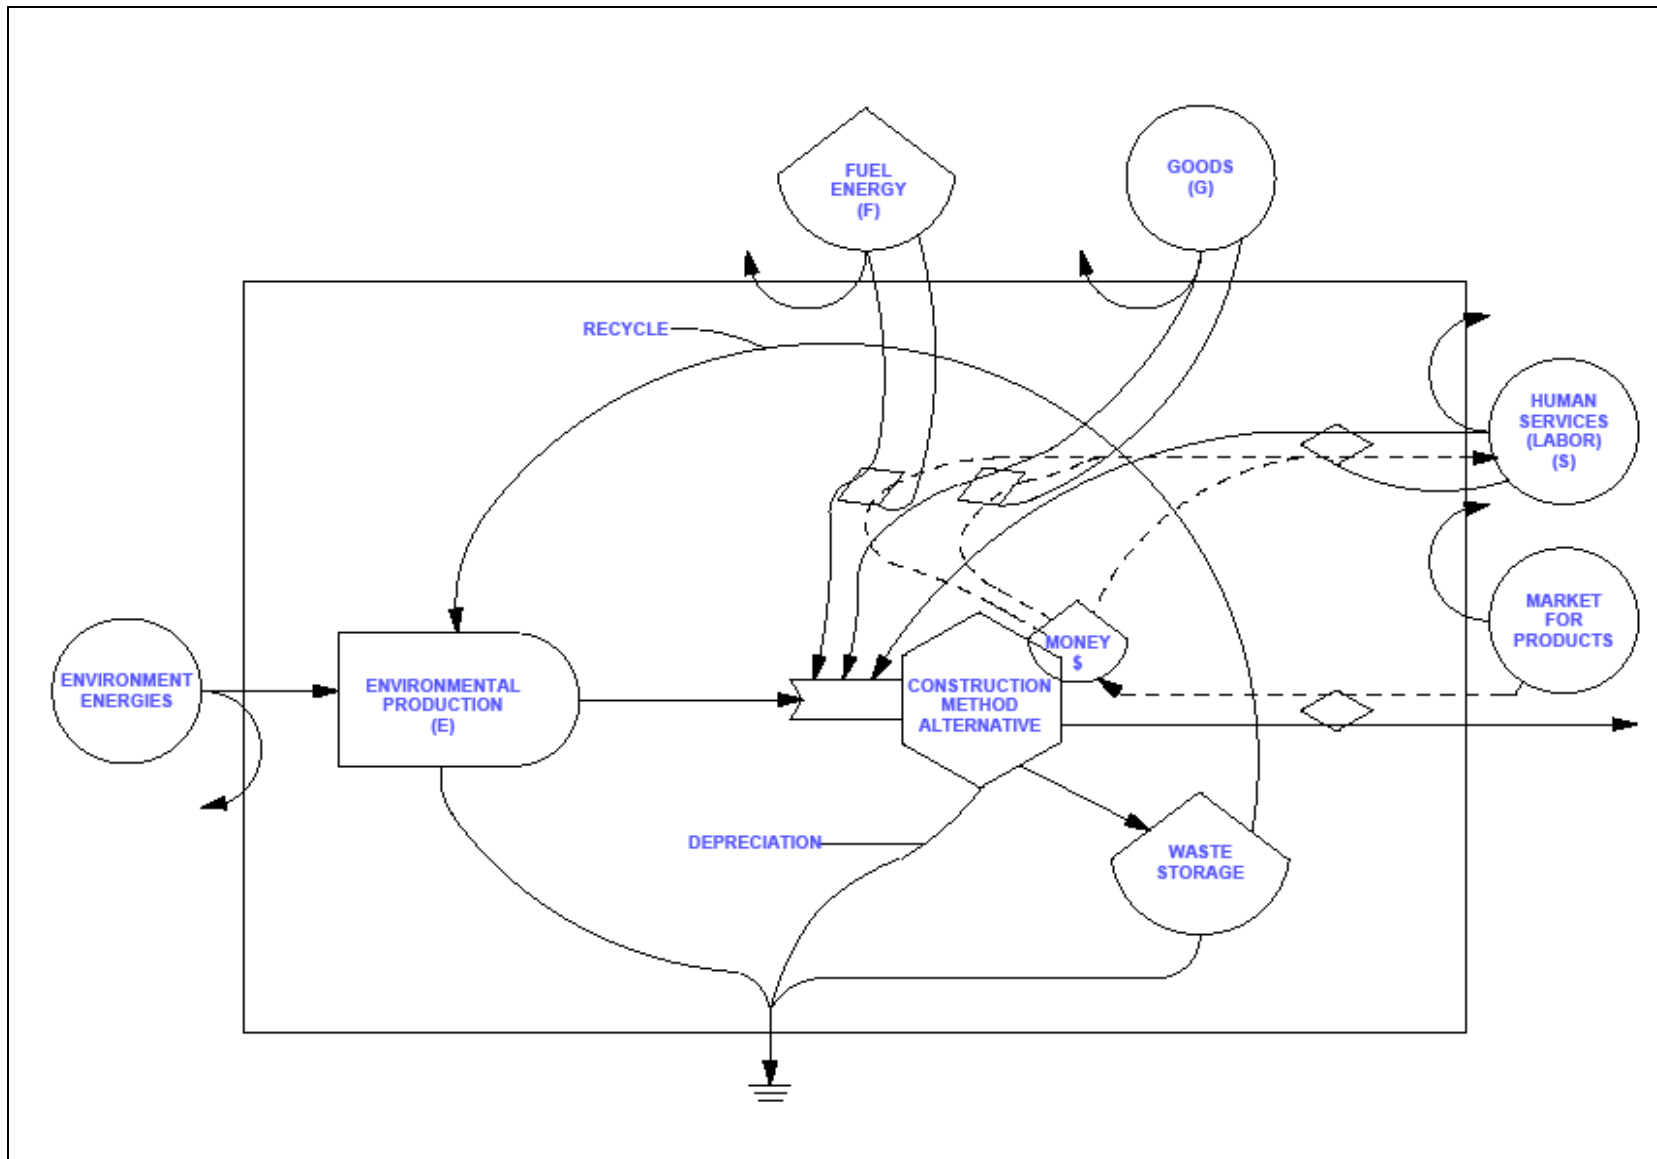 FUEL
ENERGY
(F)
GOODS
(G)
RECYCLE
HUMAN
SERVICES
(LABOR)
(S)
MARKET
FOR
PRODUCTS
MONEY
$
ENVIRONMENT
ENERGIES
ENVIRONMENTAL
PRODUCTION
(E)
CONSTRUCTION
METHOD
ALTERNATIVE
DEPRECIATION
WASTE
STORAGE